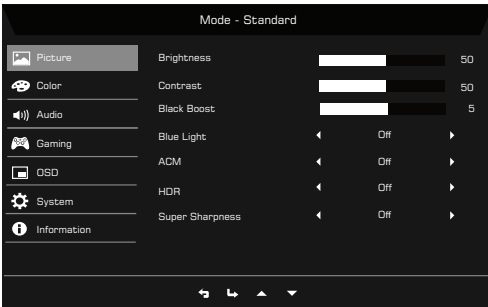 Mode - Standard
Picture
Color
Audio
Gaming
OSD
System
Information
Brightness 50
Contrast 50
Black Boost 5
Blue Light Off
ACM Off
HDR Off
Super Sharpness Off